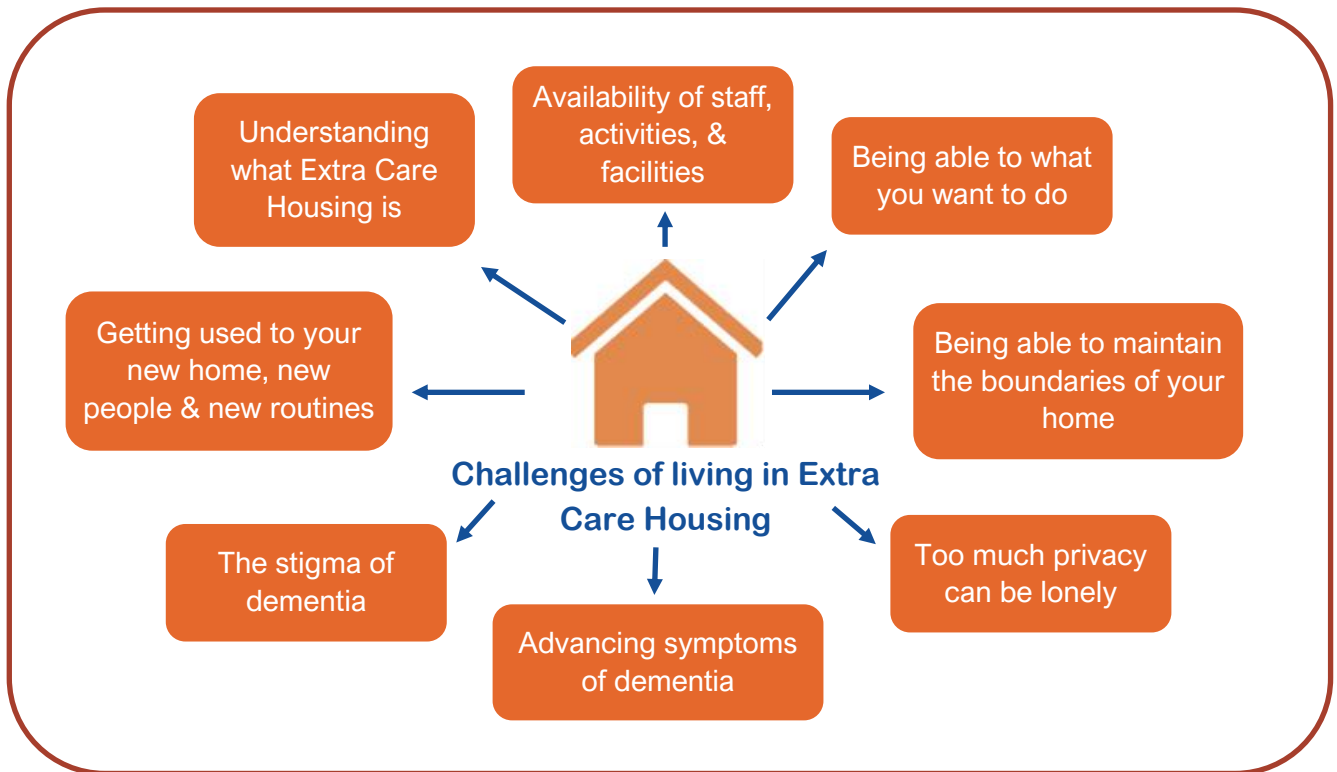 Understanding
what Extra Care
Housing is
Availability of staff,
activities, &
facilities
Being able to what
you want to do
Getting used to your
new home, new
people & new routines
Being able to maintain
the boundaries of your
home
Challenges of living in Extra
Care Housing
The stigma of
dementia
Advancing symptoms
of dementia
Too much privacy
can be lonely